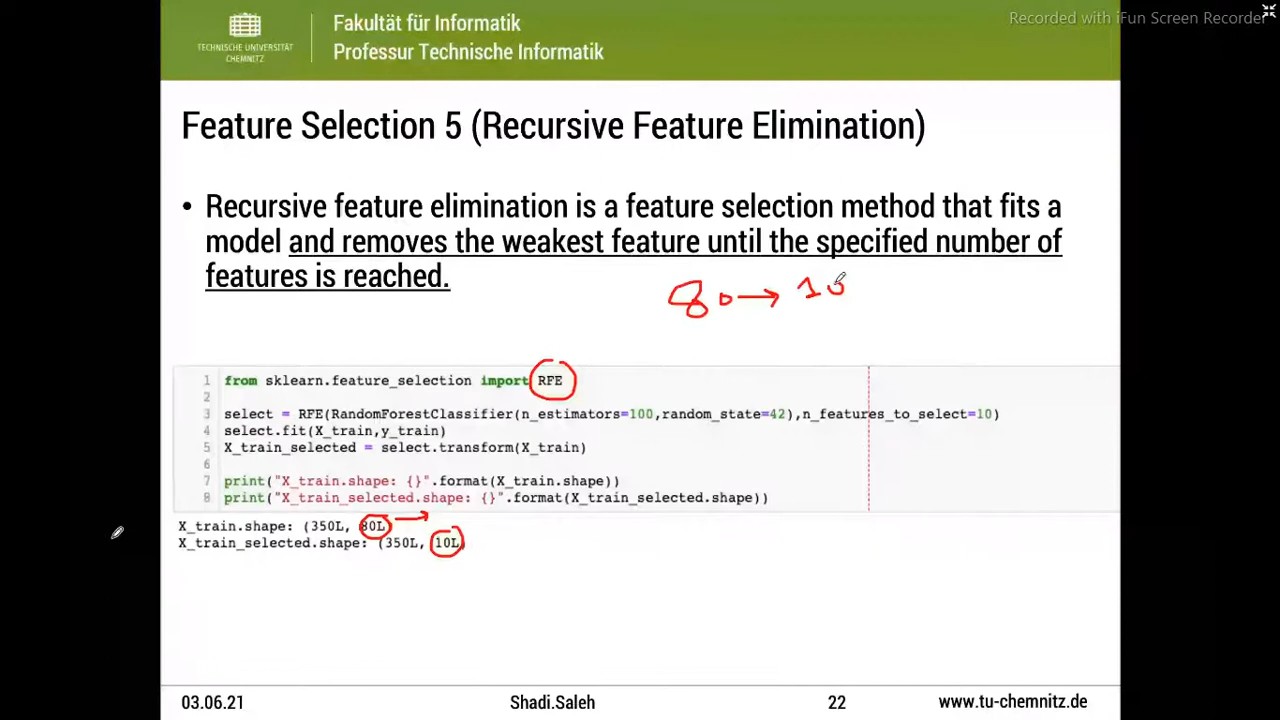 Recorded with iFun Screen Recorder
TECHNISCHE UNIVERSITÄT
CHEMNITZ
Fakultät für Informatik
Professur Technische Informatik
Feature Selection 5 (Recursive Feature Elimination)
• Recursive feature elimination is a feature selection method that fits a
model and removes the weakest feature until the specified number of
features is reached.
80 → 10
1 from sklearn.feature_selection import RFE
2
3 select = RFE(RandomForestClassifier(n_estimators=100,random_state=42),n_features_to_select=10)
4 select.fit(X_train,y_train)
5 X_train_selected = select.transform(X_train)
6
7 print("X_train.shape: {}".format(X_train.shape))
8 print("X_train_selected.shape: {}".format(X_train_selected.shape))
X_train.shape: (350L, 80L)
X_train_selected.shape: (350L, 10L)
03.06.21
Shadi.Saleh
22
www.tu-chemnitz.de